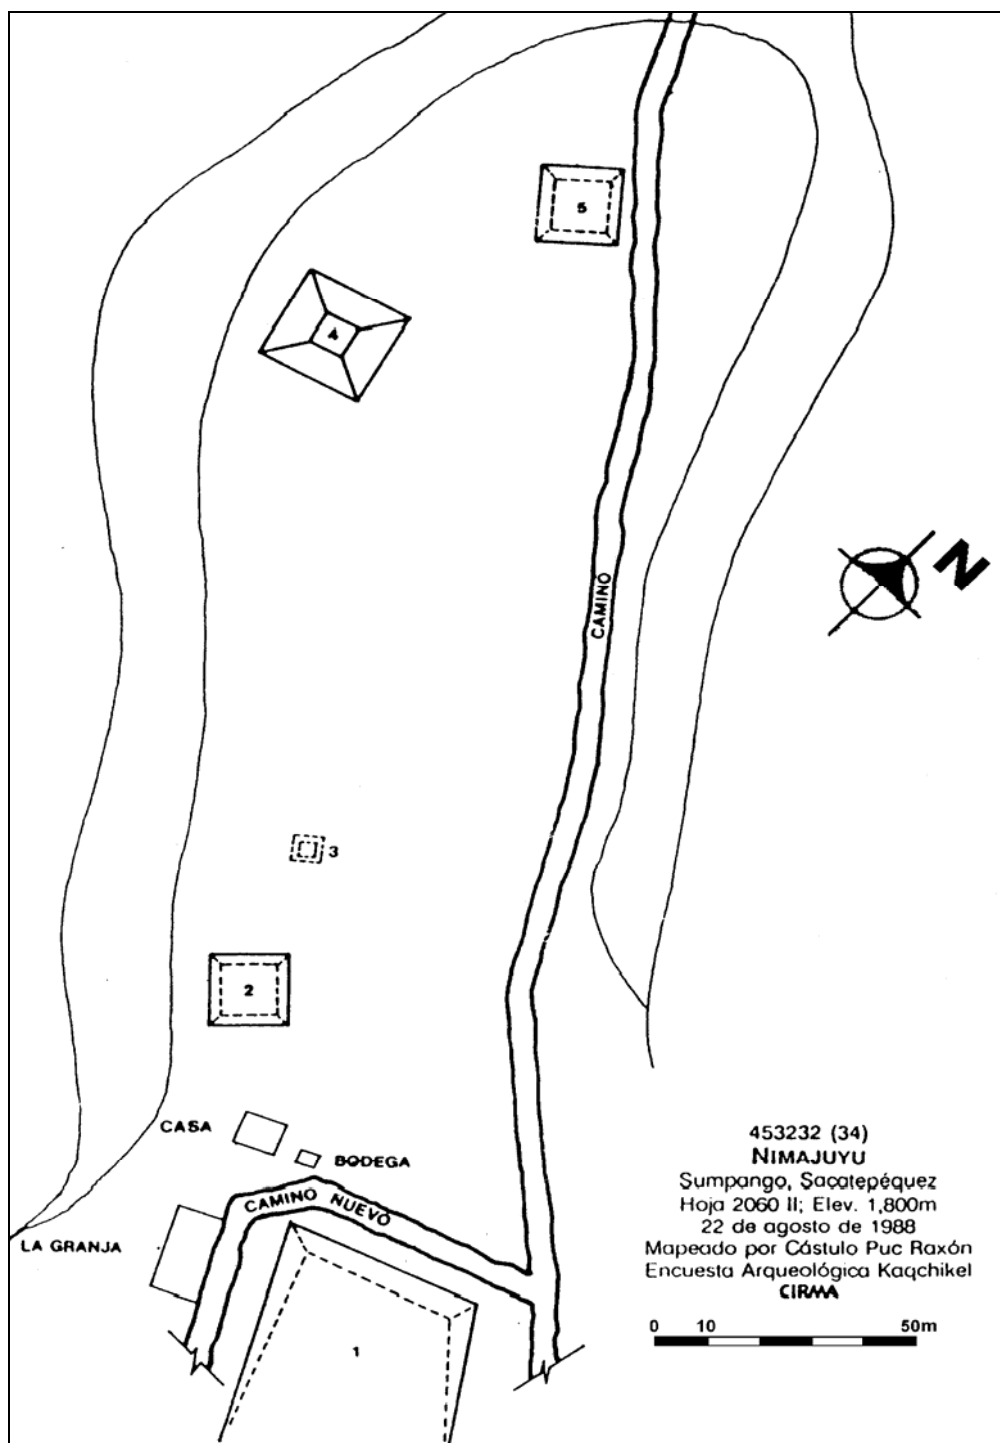 5
4
N
CAMINO
3
2
CASA
BODEGA
CAMINO NUEVO
LA GRANJA
1
453232 (34)
NIMAJUYU
Sumpango, Sacatepéquez
Hoja 2060 II; Elev. 1,800m
22 de agosto de 1988
Mapeado por Cástulo Puc Raxón
Encuesta Arqueológica Kaqchikel
CIRMA
0 10 50m